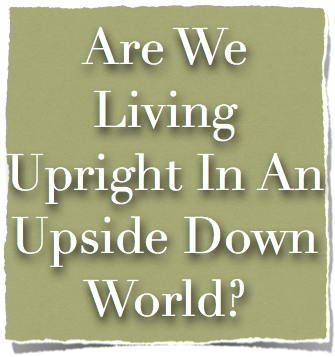 Are We
Living
Upright In An
Upside Down
World?